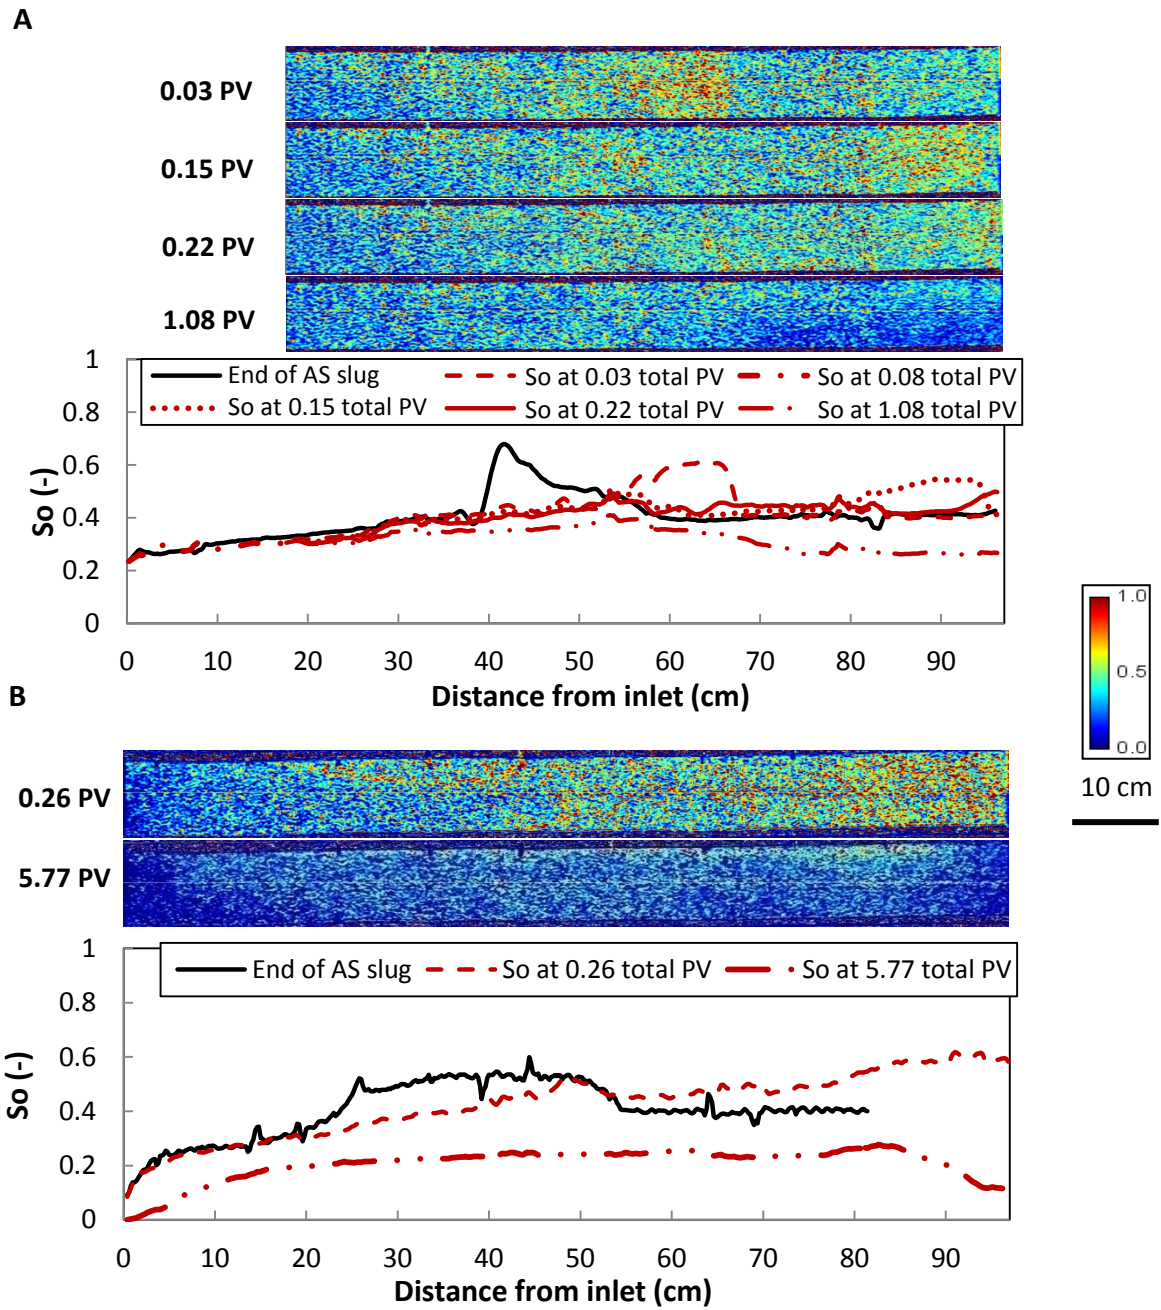 A
0.03 PV
0.15 PV
0.22 PV
1.08 PV
End of AS slug So at 0.03 total PV So at 0.08 total PV
So at 0.15 total PV So at 0.22 total PV So at 1.08 total PV
1
0.8
0.6
0.4
0.2
0
So (-)
0 10 20 30 40 50 60 70 80 90
Distance from inlet (cm)
1.0
0.5
0.0
10 cm
B
0.26 PV
5.77 PV
End of AS slug So at 0.26 total PV So at 5.77 total PV
1
0.8
0.6
0.4
0.2
0
So (-)
0 10 20 30 40 50 60 70 80 90
Distance from inlet (cm)